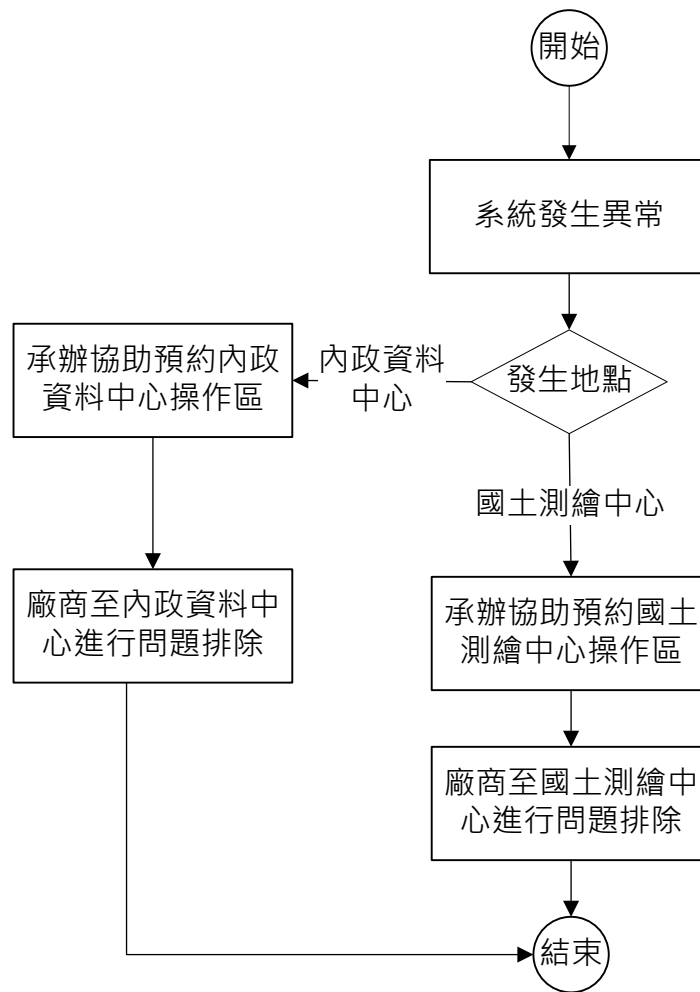 開始
系統發生異常
發生地點
內政資料
中心
承辦協助預約內政
資料中心操作區
廠商至內政資料中
心進行問題排除
國土測繪中心
承辦協助預約國土
測繪中心操作區
廠商至國土測繪中
心進行問題排除
結束